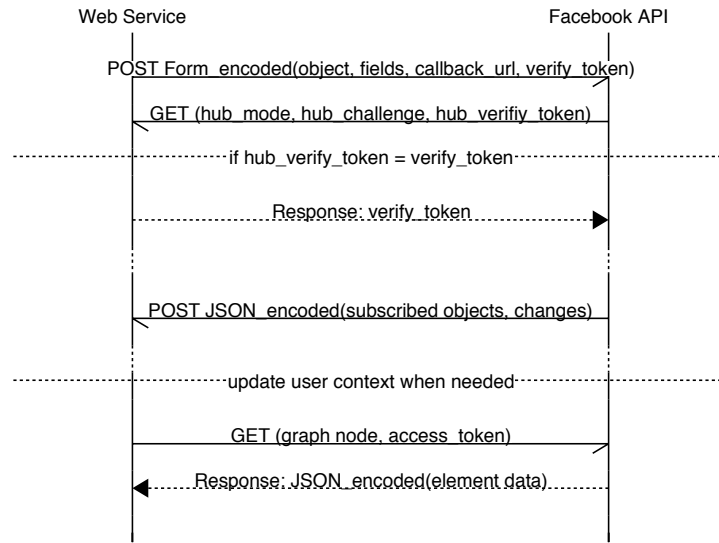 Web Service
Facebook API
POST Form_encoded(object, fields, callback_url, verify_token)
GET (hub_mode, hub_challenge, hub_verifiy_token)
if hub_verify_token = verify_token
Response: verify_token
POST JSON_encoded(subscribed objects, changes)
update user context when needed
GET (graph node, access_token)
Response: JSON_encoded(element data)